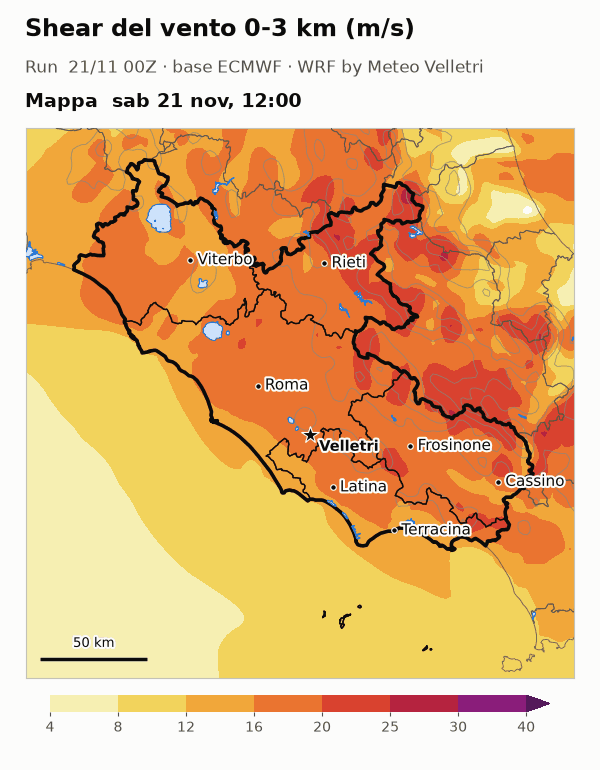 Shear del vento 0-3 km (m/s)
Run  21/11 00Z · base ECMWF · WRF by Meteo Velletri
Mappa  sab 21 nov, 12:00
Viterbo
Rieti
Roma
Velletri
Frosinone
Latina
Cassino
Terracina
50 km
4 8 12 16 20 25 30 40